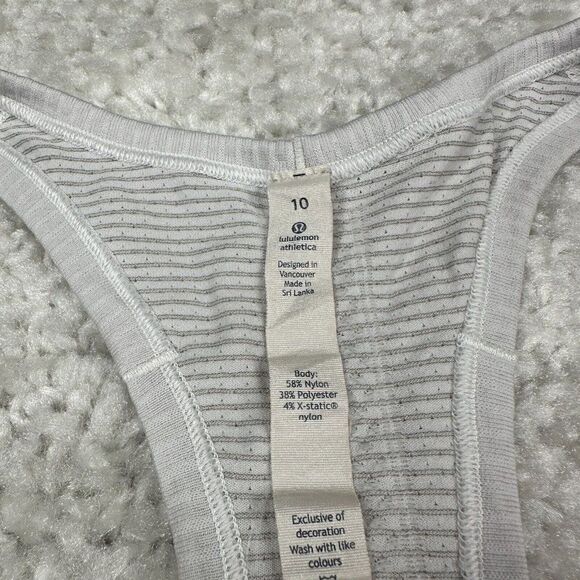 10
lululemon
athletica
Designed in
Vancouver
Made in
Sri Lanka
Body:
58% Nylon
38% Polyester
4% X-static®
nylon
Exclusive of
decoration
Wash with like
colours